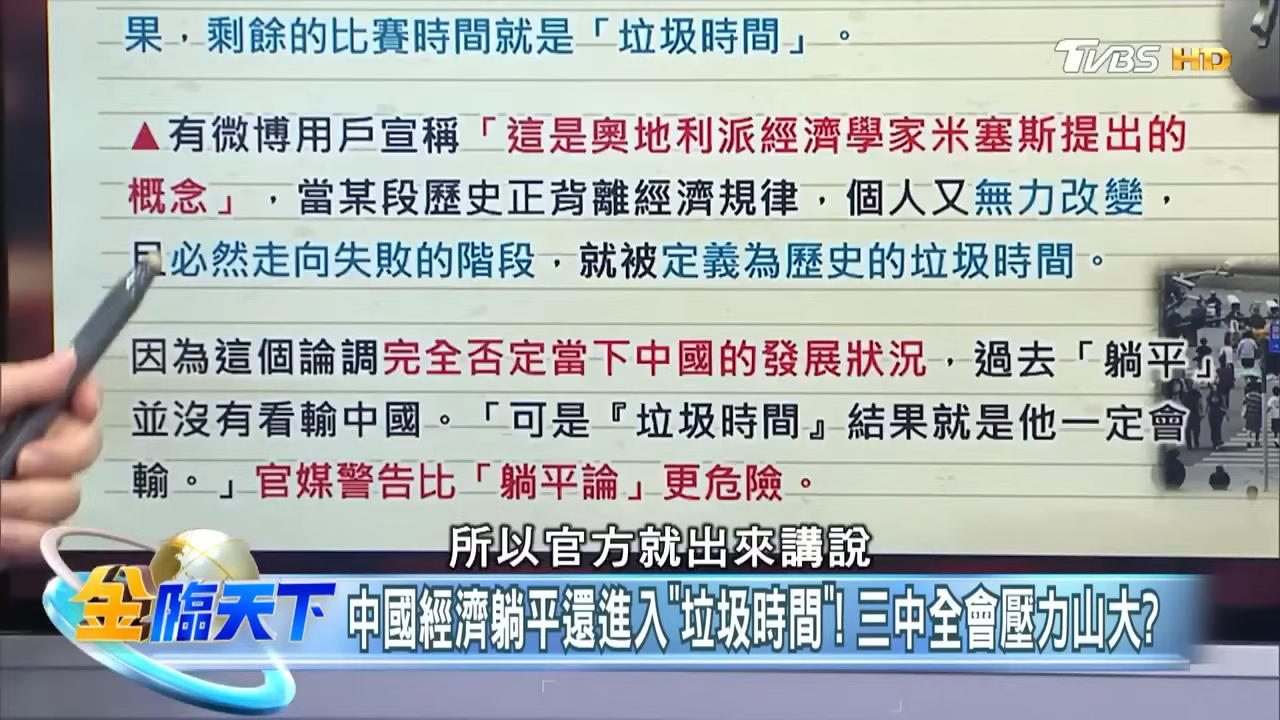 果，剩餘的比賽時間就是「垃圾時間」。
TVBS HD
▲有微博用戶宣稱「這是奧地利派經濟學家米塞斯提出的
概念」，當某段歷史正背離經濟規律，個人又無力改變，
且必然走向失敗的階段，就被定義為歷史的垃圾時間。
因為這個論調完全否定當下中國的發展狀況，過去「躺平」
並沒有看輸中國。「可是『垃圾時間』結果就是他一定會
輸。」官媒警告比「躺平論」更危險。
所以官方就出來講說
金臨天下
中國經濟躺平還進入"垃圾時間"! 三中全會壓力山大?